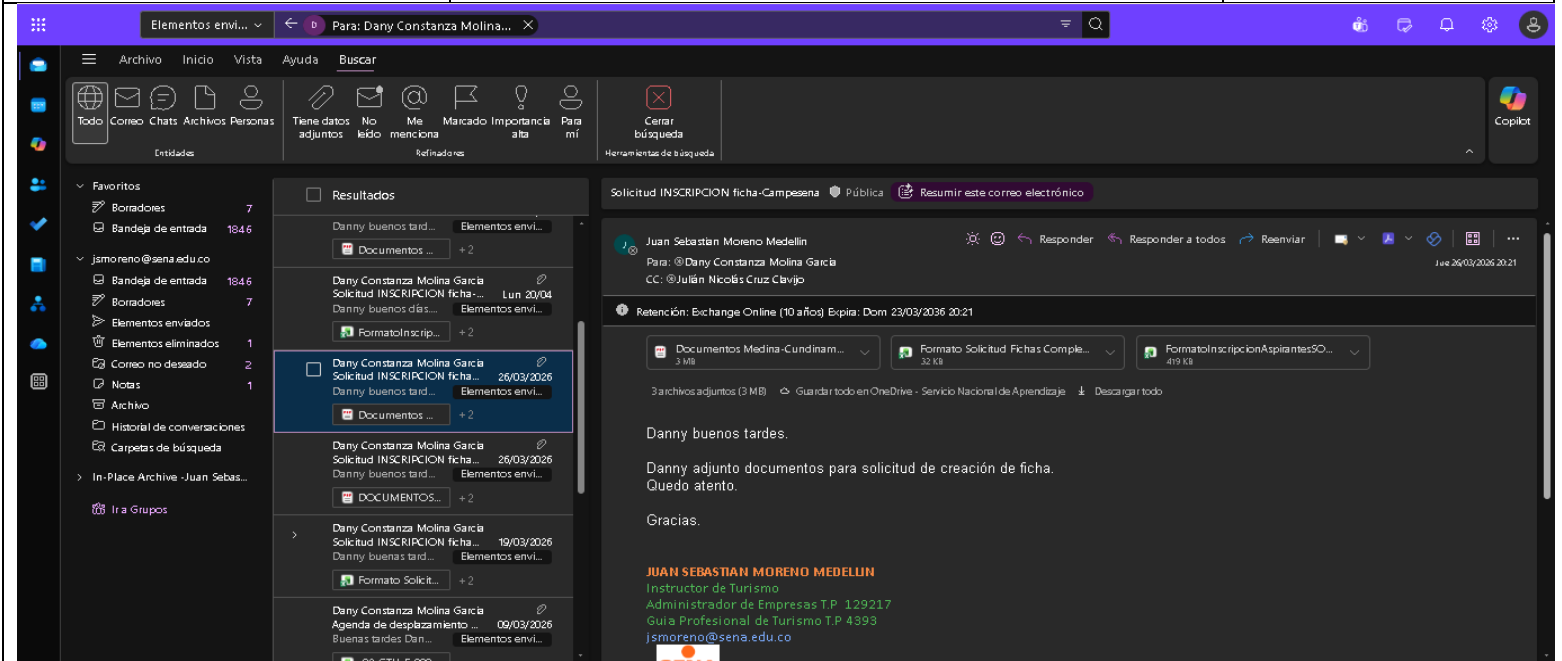 Elementos envi...
Para: Dany Constanza Molina...
Archivo Inicio Vista Ayuda Buscar
Todo Correo Chats Archivos Personas
Entidades
Tiene datos adjuntos No leído Me menciona Marcado Importancia alta Para mí
Refinadores
Cerrar búsqueda
Herramientas de búsqueda
Copilot
Favoritos
Borradores 7
Bandeja de entrada 1846
jsmoreno@sena.edu.co
Bandeja de entrada 1846
Borradores 7
Elementos enviados
Elementos eliminados 1
Correo no deseado 2
Notas 1
Archivo
Historial de conversaciones
Carpetas de búsqueda
In-Place Archive -Juan Sebas...
Ir a Grupos
Resultados
Danny buenos tard... Elementos envi...
Documentos ... +2
Dany Constanza Molina Garcia
Solicitud INSCRIPCION ficha-... Lun 20/04
Danny buenos días... Elementos envi...
FormatoInscrip... +2
Dany Constanza Molina Garcia
Solicitud INSCRIPCION ficha... 26/03/2026
Danny buenos tard... Elementos envi...
Documentos ... +2
Dany Constanza Molina Garcia
Solicitud INSCRIPCION ficha... 26/03/2026
Danny buenos tard... Elementos envi...
DOCUMENTOS... +2
Dany Constanza Molina Garcia
Solicitud INSCRIPCION ficha... 19/03/2026
Danny buenas tard... Elementos envi...
Formato Solicit... +2
Dany Constanza Molina Garcia
Agenda de desplazamiento ... 09/03/2026
Buenas tardes Dan... Elementos envi...
Solicitud INSCRIPCION ficha-Campesena Pública Resumir este correo electrónico
Juan Sebastian Moreno Medellin
Responder Responder a todos Reenviar
Para: Dany Constanza Molina Garcia
Jue 26/03/2026 20:21
CC: Julián Nicolás Cruz Clavijo
Retención: Exchange Online (10 años) Expira: Dom 23/03/2036 20:21
Documentos Medina-Cundinam...
3 MB
Formato Solicitud Fichas Comple...
32 KB
FormatoInscripcionAspirantesSO...
419 KB
3 archivos adjuntos (3 MB) Guardar todo en OneDrive - Servicio Nacional de Aprendizaje Descargar todo
Danny buenos tardes.
Danny adjunto documentos para solicitud de creación de ficha.
Quedo atento.
Gracias.
JUAN SEBASTIAN MORENO MEDELLIN
Instructor de Turismo
Administrador de Empresas T.P 129217
Guia Profesional de Turismo T.P 4393
jsmoreno@sena.edu.co